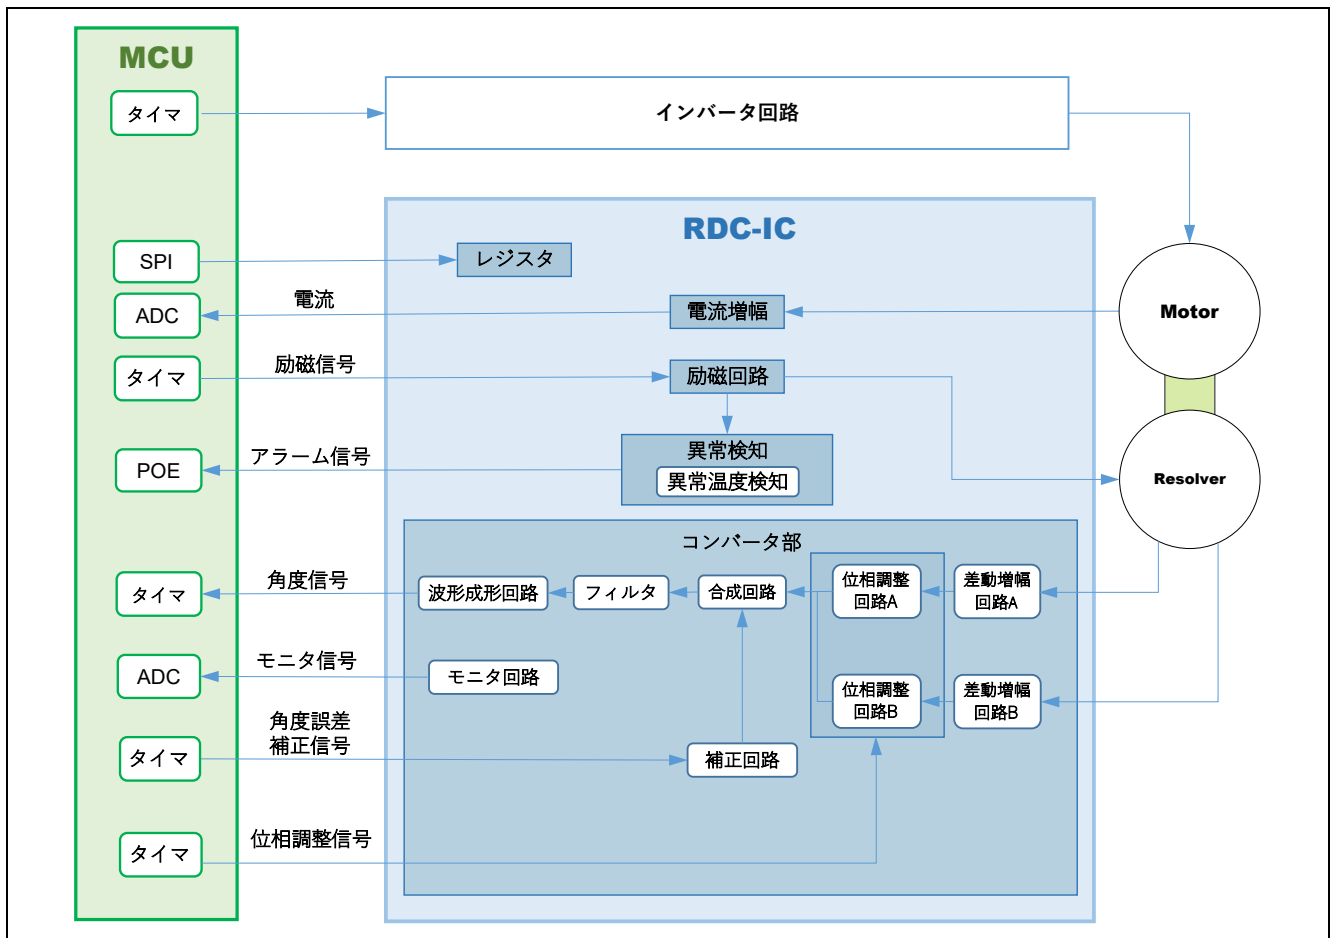 MCU
タイマ
インバータ回路
RDC-IC
SPI
レジスタ
電流
ADC
電流増幅
Motor
励磁信号
タイマ
励磁回路
アラーム信号
POE
異常検知
異常温度検知
Resolver
コンバータ部
角度信号
タイマ
波形成形回路
フィルタ
合成回路
位相調整
回路A
差動増幅
回路A
モニタ信号
ADC
モニタ回路
位相調整
回路B
差動増幅
回路B
角度誤差
補正信号
タイマ
補正回路
位相調整信号
タイマ